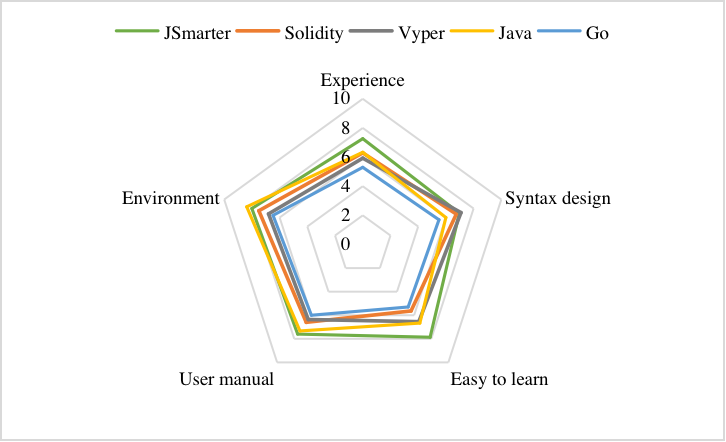 JSmarter Solidity Vyper Java Go
Experience
10
8
6
4
2
0
Environment
Syntax design
User manual
Easy to learn